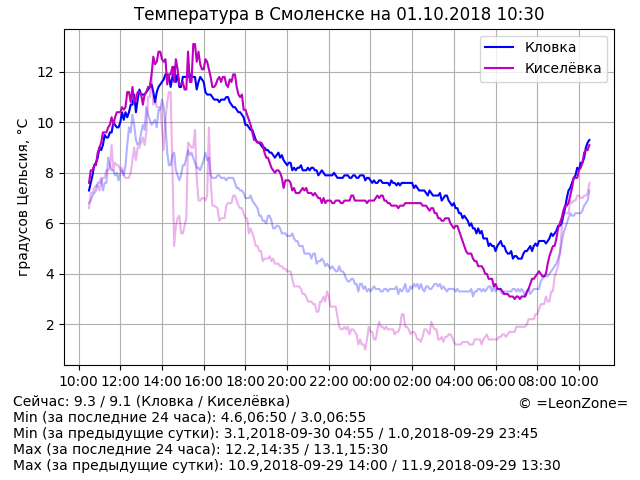 Температура в Смоленске на 01.10.2018 10:30
Кловка
Киселёвка
градусов Цельсия, °C
12
10
8
6
4
2
10:00 12:00 14:00 16:00 18:00 20:00 22:00 00:00 02:00 04:00 06:00 08:00 10:00
Сейчас: 9.3 / 9.1 (Кловка / Киселёвка)
© =LeonZone=
Min (за последние 24 часа): 4.6,06:50 / 3.0,06:55
Min (за предыдущие сутки): 3.1,2018-09-30 04:55 / 1.0,2018-09-29 23:45
Max (за последние 24 часа): 12.2,14:35 / 13.1,15:30
Max (за предыдущие сутки): 10.9,2018-09-29 14:00 / 11.9,2018-09-29 13:30